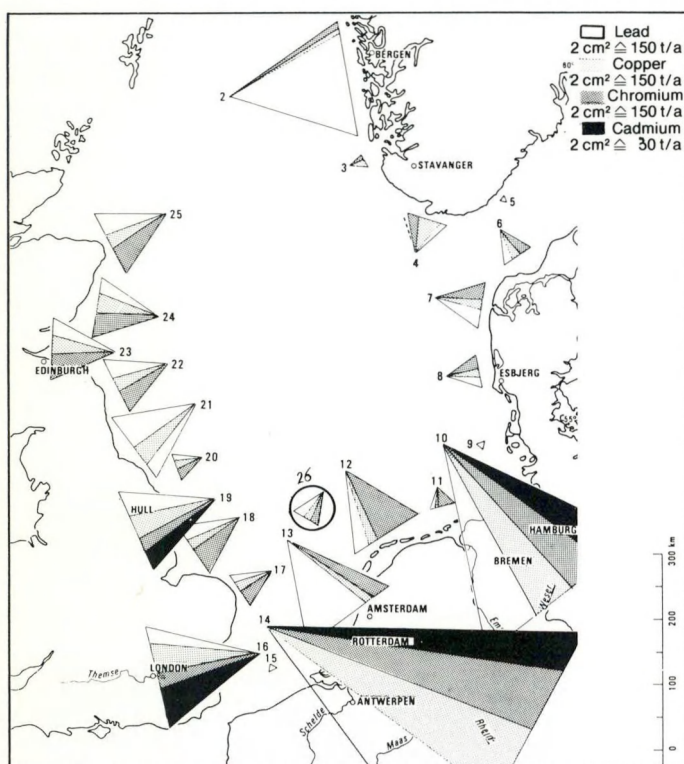 Lead
2 cm² ≙ 150 t/a
Copper
60°
2 cm² ≙ 150 t/a
Chromium
2 cm² ≙ 150 t/a
Cadmium
2 cm² ≙ 30 t/a
BERGEN
2
3
STAVANGER
5
25
6
4
7
24
23
EDINBURGH
22
8
ESBJERG
21
55°
10
9
20
26
12
11
19
HULL
18
HAMBURG
13
BREMEN
300 km
17
Weser
AMSTERDAM
Em
200
14
ROTTERDAM
16
15
LONDON
Themse
100
ANTWERPEN
Schelde
Rhein
Maas
0